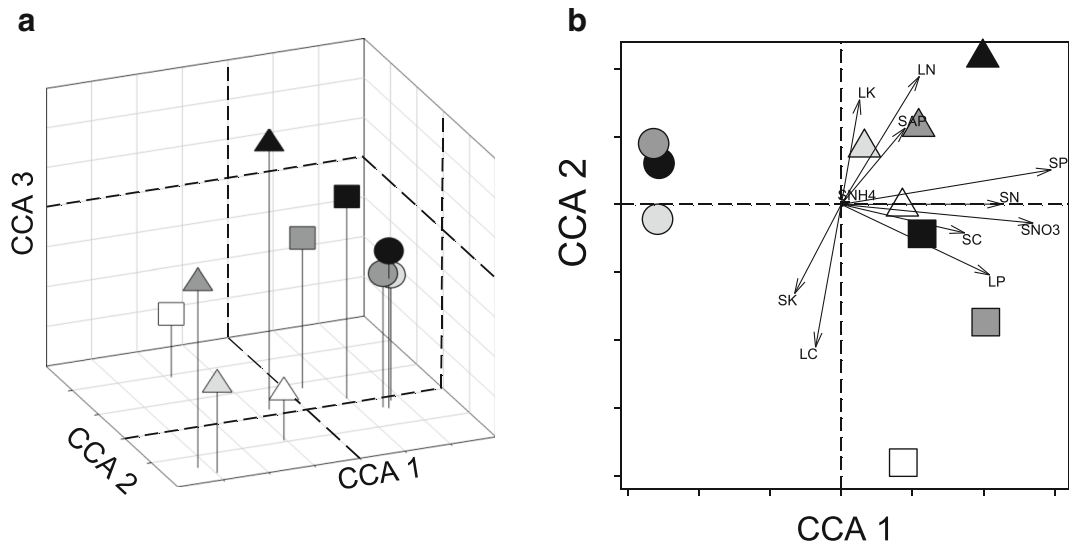 a
b
CCA 3
CCA 2
CCA 1
CCA 2
CCA 1
LN
LK
SAP
SP
SNH4
SN
SNO3
SC
LP
SK
LC